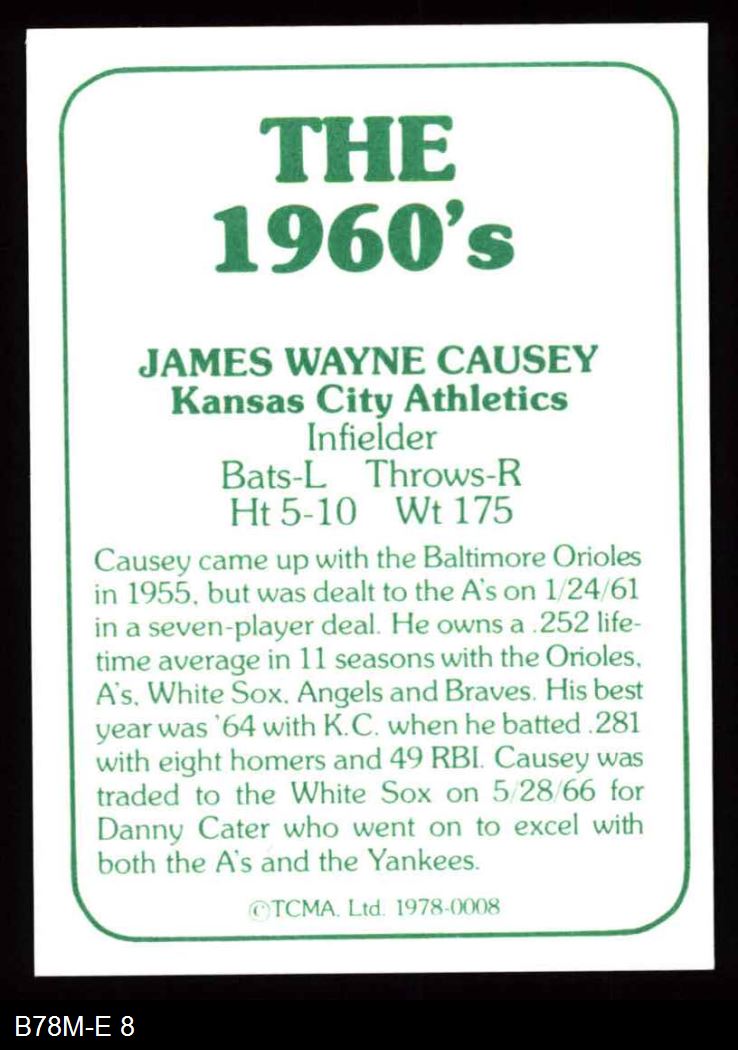 THE
1960's
JAMES WAYNE CAUSEY
Kansas City Athletics
Infielder
Bats-L Throws-R
Ht 5-10 Wt 175
Causey came up with the Baltimore Orioles
in 1955, but was dealt to the A's on 1/24/61
in a seven-player deal. He owns a .252 life-
time average in 11 seasons with the Orioles,
A's, White Sox, Angels and Braves. His best
year was '64 with K.C. when he batted .281
with eight homers and 49 RBI. Causey was
traded to the White Sox on 5/28/66 for
Danny Cater who went on to excel with
both the A's and the Yankees.
©TCMA, Ltd. 1978-0008
B78M-E 8